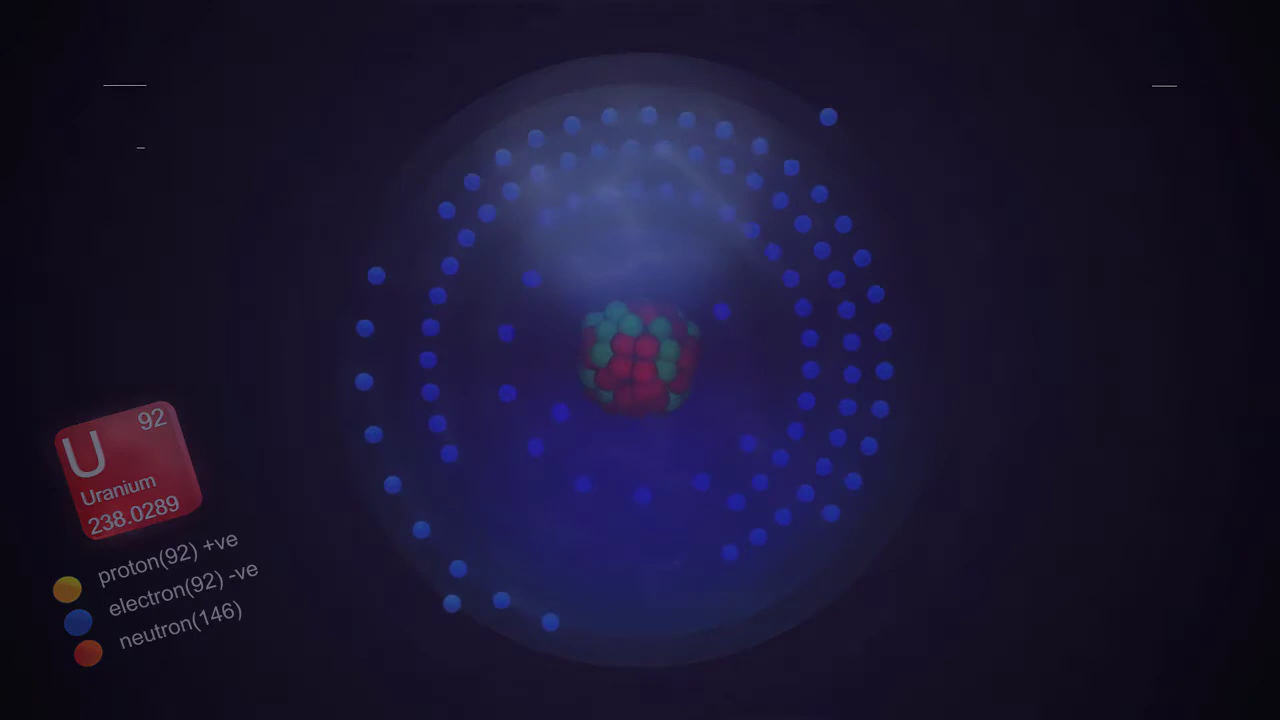 92
U
Uranium
238.0289
proton(92) +ve
electron(92) -ve
neutron(146)